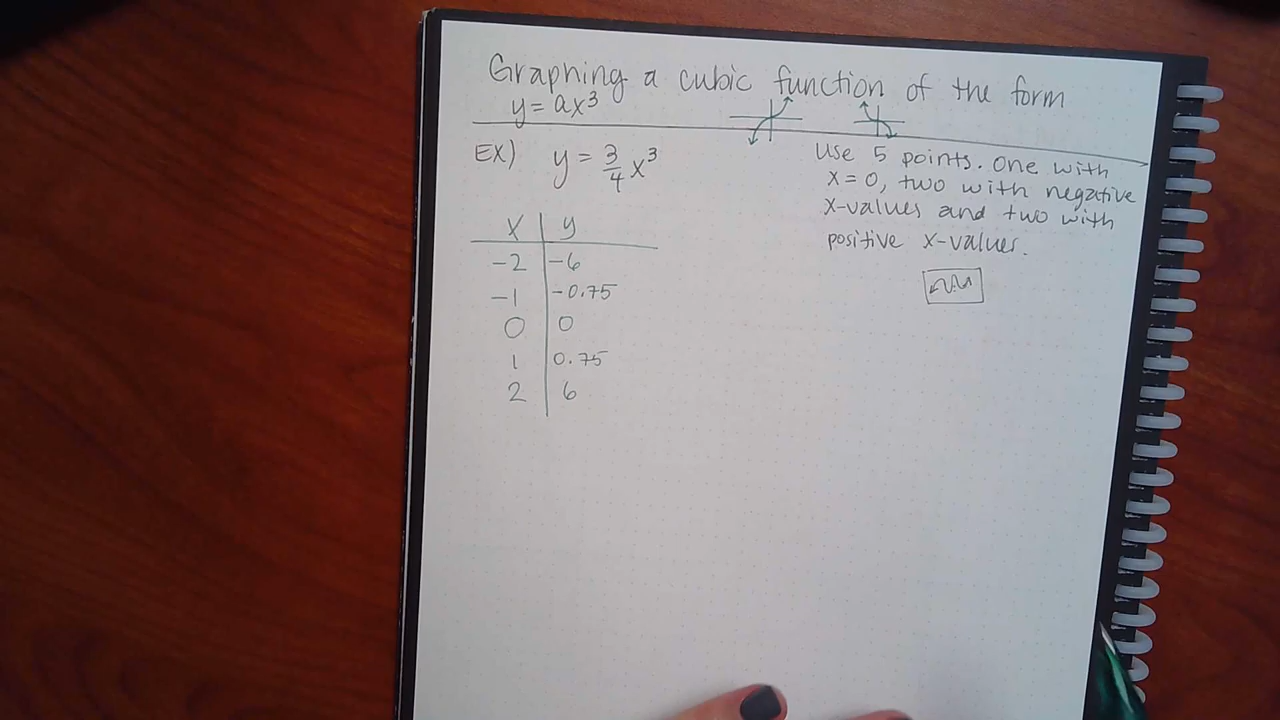 Graphing a cubic function of the form
y = ax³
EX) y = 3/4 x³
Use 5 points. One with
x = 0, two with negative
x-values and two with
positive x-values.
x | y
-2 | -6
-1 | -0.75
0 | 0
1 | 0.75
2 | 6